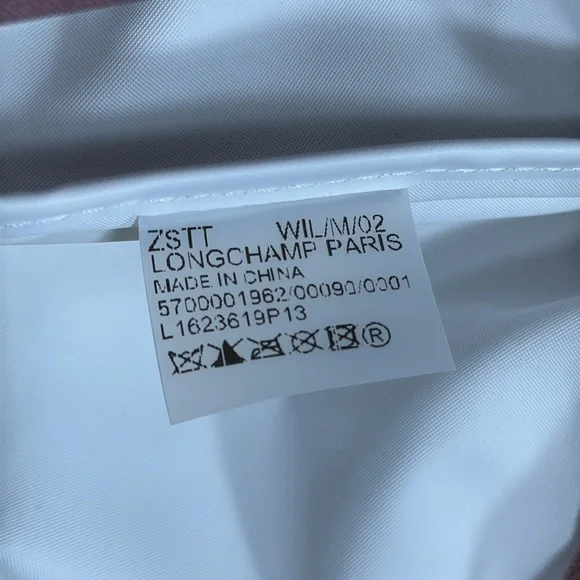 ZSTT WIL/M/02
LONGCHAMP PARIS
MADE IN CHINA
5700001962/00090/0001
L1623619P13
®